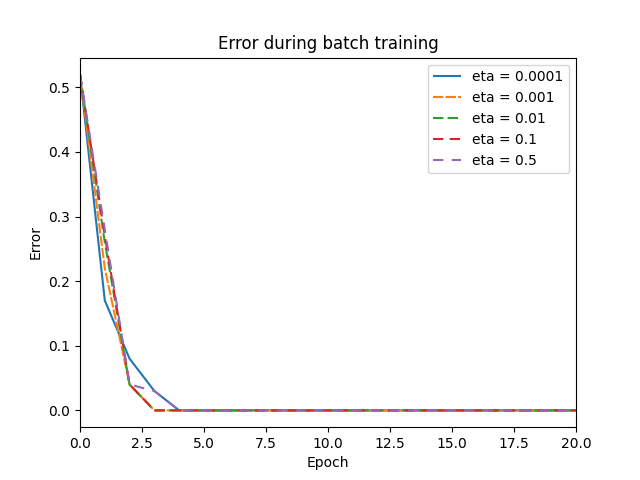 Error during batch training
eta = 0.0001
eta = 0.001
eta = 0.01
eta = 0.1
eta = 0.5
Error
0.5
0.4
0.3
0.2
0.1
0.0
0.0 2.5 5.0 7.5 10.0 12.5 15.0 17.5 20.0
Epoch